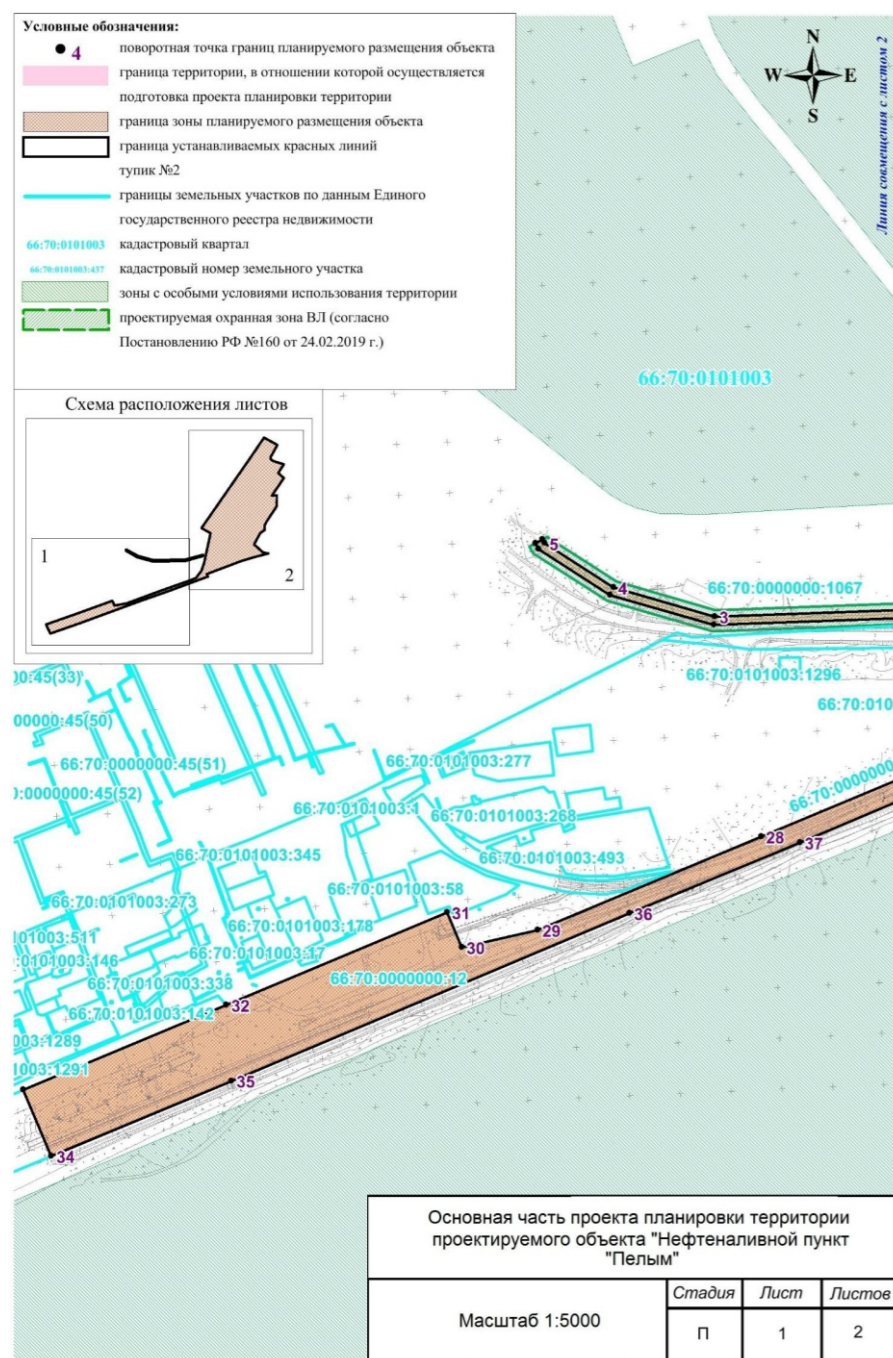 Условные обозначения:
4 поворотная точка границ планируемого размещения объекта
граница территории, в отношении которой осуществляется
подготовка проекта планировки территории
граница зоны планируемого размещения объекта
граница устанавливаемых красных линий
тупик №2
границы земельных участков по данным Единого
государственного реестра недвижимости
66:70:0101003 кадастровый квартал
66:70:0101003:437 кадастровый номер земельного участка
зоны с особыми условиями использования территории
проектируемая охранная зона ВЛ (согласно
Постановлению РФ №160 от 24.02.2019 г.)
N
W E
S
Линия совмещения с листом 2
66:70:0101003
Схема расположения листов
1
2
5
4
66:70:0000000:1067
3
66:70:0101003:1296
00:45(33)
66:70:010
00000:45(50)
66:70:0000000:45(51)
66:70:0101003:277
):0000000:45(52)
66:70:0101003:1
66:70:0101003:268
66:70:0000000
28
37
66:70:0101003:345
66:70:0101003:493
66:70:0101003:58
66:70:0101003:273
31
36
66:70:0101003:178
29
0101003:511
66:70:0101003:17
30
:0101003:146
66:70:0000000:12
66:70:0101003:338
32
66:70:0101003:142
003:1289
1003:1291
35
34
Основная часть проекта планировки территории
проектируемого объекта "Нефтеналивной пункт
"Пелым"
Стадия Лист Листов
Масштаб 1:5000
П 1 2